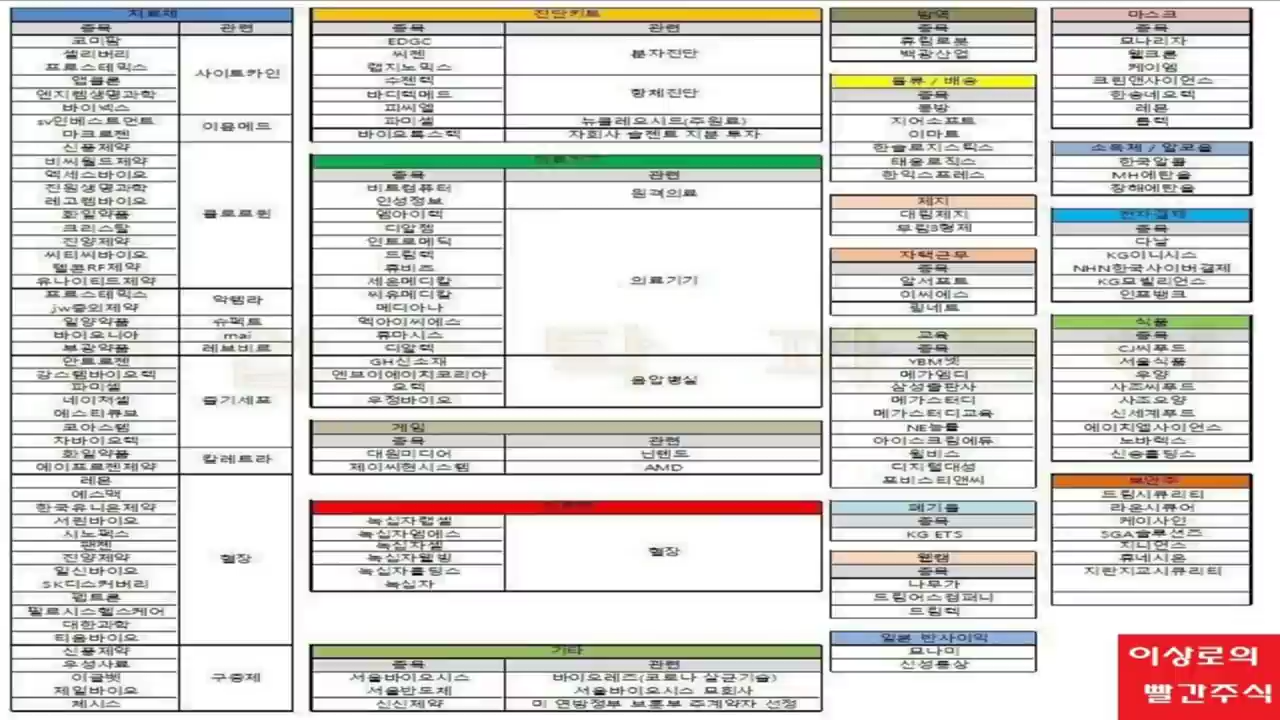 치료제
종목 관련
코미팜
셀리버리
프로스테믹스
앱클론
엔지켐생명과학
바이넥스
사이토카인
sv인베스트먼트
마크로젠
이뮨메드
신풍제약
비씨월드제약
엑세스바이오
진원생명과학
레고켐바이오
화일약품
크리스탈
진양제약
씨티씨바이오
텔콘RF제약
유나이티드제약
클로로퀸
프로스테믹스
jw중외제약
악템라
일양약품 슈펙트
바이오니아 mai
부광약품 레보비르
안트로젠
강스템바이오텍
파미셀
네이처셀
에스티큐브
코아스템
차바이오텍
줄기세포
화일약품
에이프로젠제약
칼레트라
레몬
에스맥
한국유니온제약
서린바이오
시노펙스
팬젠
진양제약
일신바이오
SK디스커버리
펩트론
필로시스헬스케어
대한과학
티움바이오
혈장
신풍제약
우성사료
이글벳
제일바이오
체시스
구충제
진단키트
종목 관련
EDGC
씨젠
랩지노믹스
분자진단
수젠텍
바디텍메드
피씨엘
항체진단
파미셀 뉴클레오시드(주원료)
바이오톡스텍 자회사 솔젠트 지분 투자
종목 관련
비트컴퓨터
인성정보
원격의료
엠아이텍
디알젬
인트로메딕
드림텍
휴비츠
세운메디칼
씨유메디칼
메디아나
멕아이씨에스
휴마시스
디알텍
의료기기
GH신소재
엔브이에이치코리아
오텍
우정바이오
음압병실
게임
종목 관련
대원미디어 닌텐도
제이씨현시스템 AMD
녹십자랩셀
녹십자엠에스
녹십자셀
녹십자웰빙
녹십자홀딩스
녹십자
혈장
기타
종목 관련
서울바이오시스 바이오레즈(코로나 살균기술)
서울반도체 서울바이오시스 모회사
신신제약 미 연방정부 보훈부 주계약자 선정
방역
종목
휴림로봇
백광산업
물류 / 배송
종목
동방
지어소프트
이마트
한솔로지스틱스
태웅로직스
한익스프레스
제지
대림제지
무림B형제
자택근무
종목
알서포트
이씨에스
링네트
교육
종목
YBM넷
메가엠디
삼성출판사
메가스터디
메가스터디교육
NE능률
아이스크림에듀
윌비스
디지털대성
포비스티앤씨
폐기물
종목
KG ETS
웹캠
종목
나무가
드림어스컴퍼니
드림텍
일본 반사이익
모나미
신성통상
마스크
종목
모나리자
웰크론
케이엠
크린앤사이언스
한송네오텍
레몬
톱텍
소독제 / 알코올
한국알콜
MH에탄올
창해에탄올
전자결제
종목
다날
KG이니시스
NHN한국사이버결제
KG모빌리언스
인포뱅크
식품
종목
CJ씨푸드
서울식품
우양
사조씨푸드
사조오양
신세계푸드
에이치엘사이언스
노바렉스
신송홀딩스
보안주
종목
드림시큐리티
라온시큐어
케이사인
SGA솔루션즈
지니언스
휴네시온
지란지교시큐리티
이상로의
빨간주식